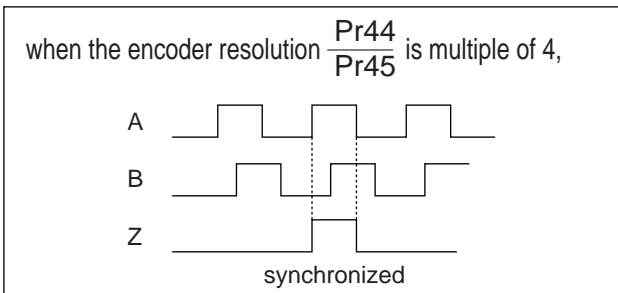 when the encoder resolution Pr44/Pr45 is multiple of 4,
A
B
Z
synchronized